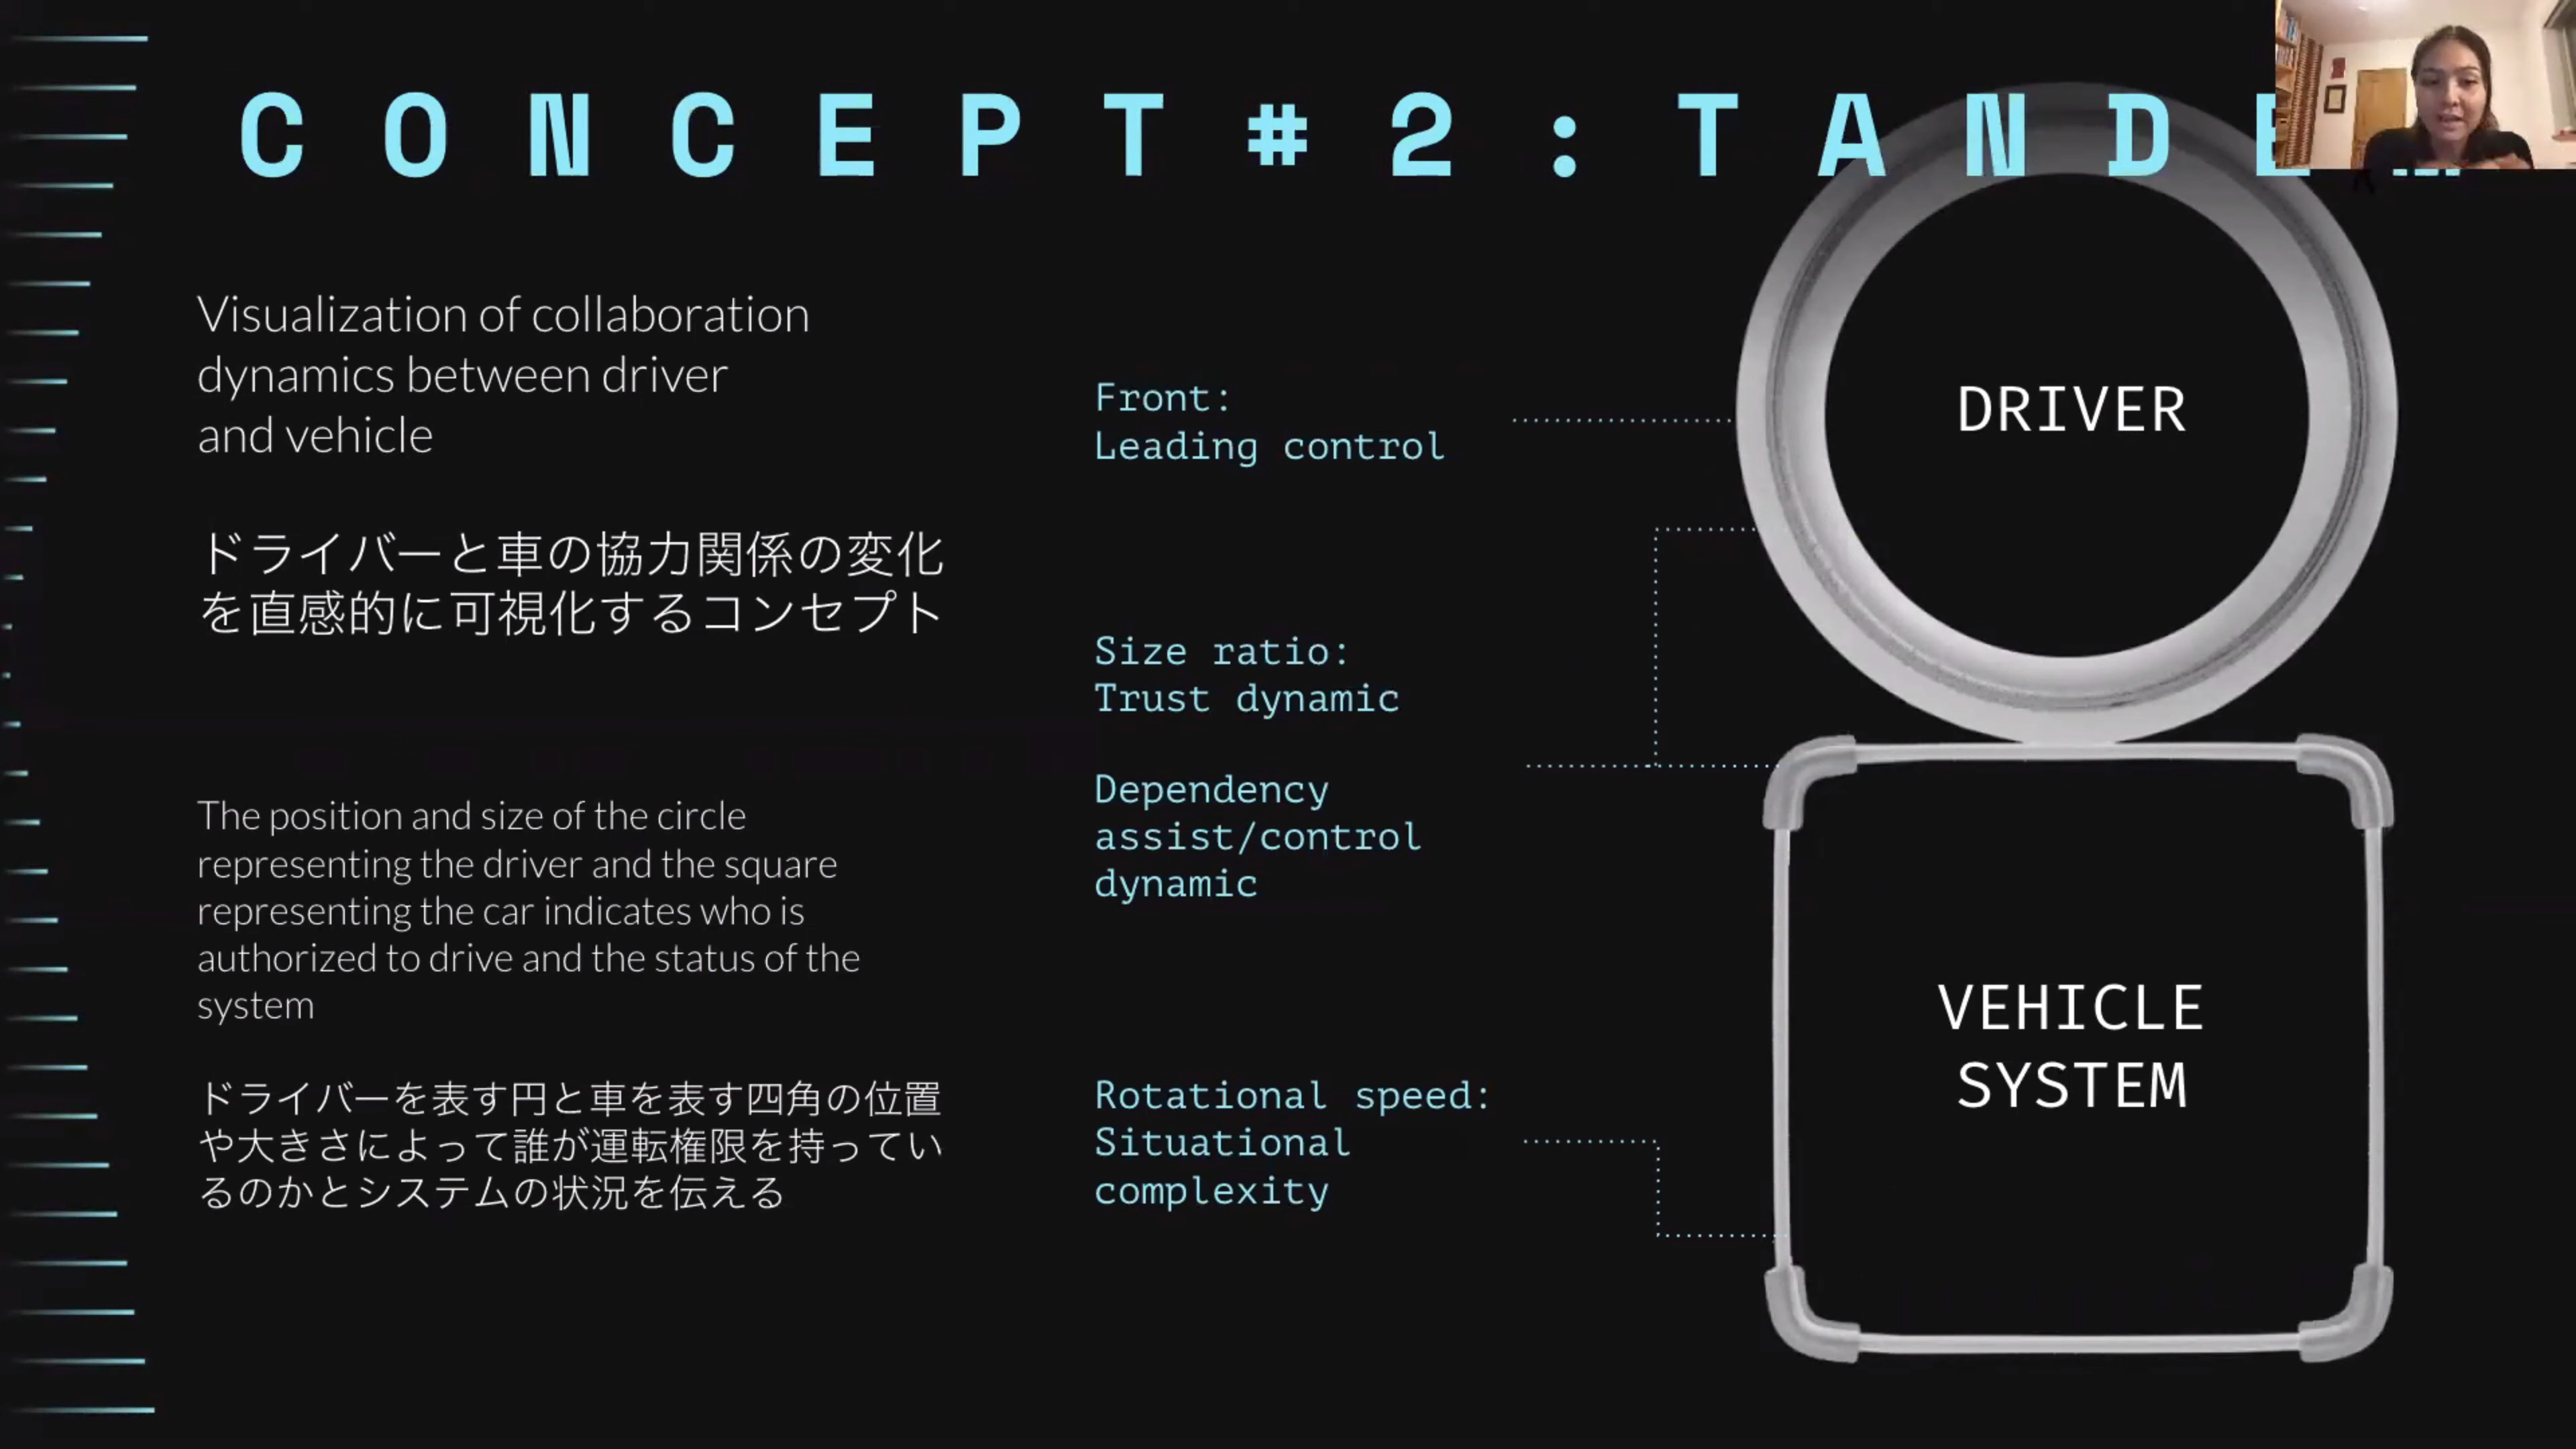 CONCEPT#2:TANDEM
Visualization of collaboration
dynamics between driver
and vehicle
ドライバーと車の協力関係の変化
を直感的に可視化するコンセプト
The position and size of the circle
representing the driver and the square
representing the car indicates who is
authorized to drive and the status of the
system
ドライバーを表す円と車を表す四角の位置
や大きさによって誰が運転権限を持ってい
るのかとシステムの状況を伝える
Front:
Leading control
Size ratio:
Trust dynamic
Dependency
assist/control
dynamic
Rotational speed:
Situational
complexity
DRIVER
VEHICLE
SYSTEM